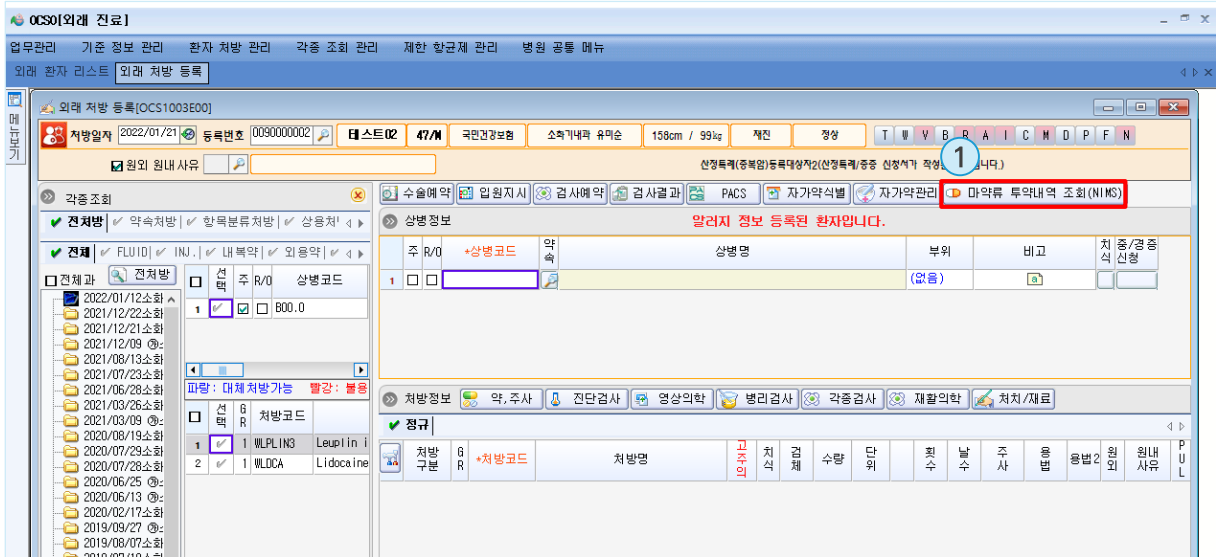 OCSO[외래 진료]
업무관리 기준 정보 관리 환자 처방 관리 각종 조회 관리 제한 항균제 관리 병원 공통 메뉴
외래 환자 리스트 외래 처방 등록
메뉴보기
외래 처방 등록[OCS1003E00]
처방일자 2022/01/21 등록번호 0090000002 테스트02 47/M 국민건강보험 소화기내과 유미순 158cm / 99kg 재진 정상 T W V B R A I C M D P F N
원외 원내사유 산정특례(중복암)등록대상자2(산정특례/중증 신청서가 작성 니다.)
1
각종조회
수술예약 입원지시 검사예약 검사결과 PACS 자가약식별 자가약관리 마약류 투약내역 조회(NIMS)
전처방 약속처방 항목분류처방 상용처
상병정보 알러지 정보 등록된 환자입니다.
전체 FLUID INJ. 내복약 외용약
주 R/O *상병코드 약속 상병명 부위 비고 치식 중/경증신청
전체과 전처방 선택 주 R/O 상병코드
1 (없음) a
2022/01/12소화
1 B00.0
2021/12/22소화
2021/12/21소화
2021/12/09
2021/08/13소화
2021/07/23소화
2021/06/28소화
파랑: 대체처방가능 빨강: 불용
2021/03/26소화
처방정보 약,주사 진단검사 영상의학 병리검사 각종검사 재활의학 처치/재료
2021/03/09
선택 GR 처방코드
정규
2020/08/19소화
1 1 WLPLIN3 Leuplin i
2020/07/29소화
처방구분 GR *처방코드 처방명 고주의 치식 검체 수량 단위 횟수 날수 주사 용법 용법2 원외 원내사유 PUL
2 1 WLDCA Lidocaine
2020/07/28소화
2020/06/25
2020/06/13
2020/02/17소화
2019/09/27
2019/08/07소화